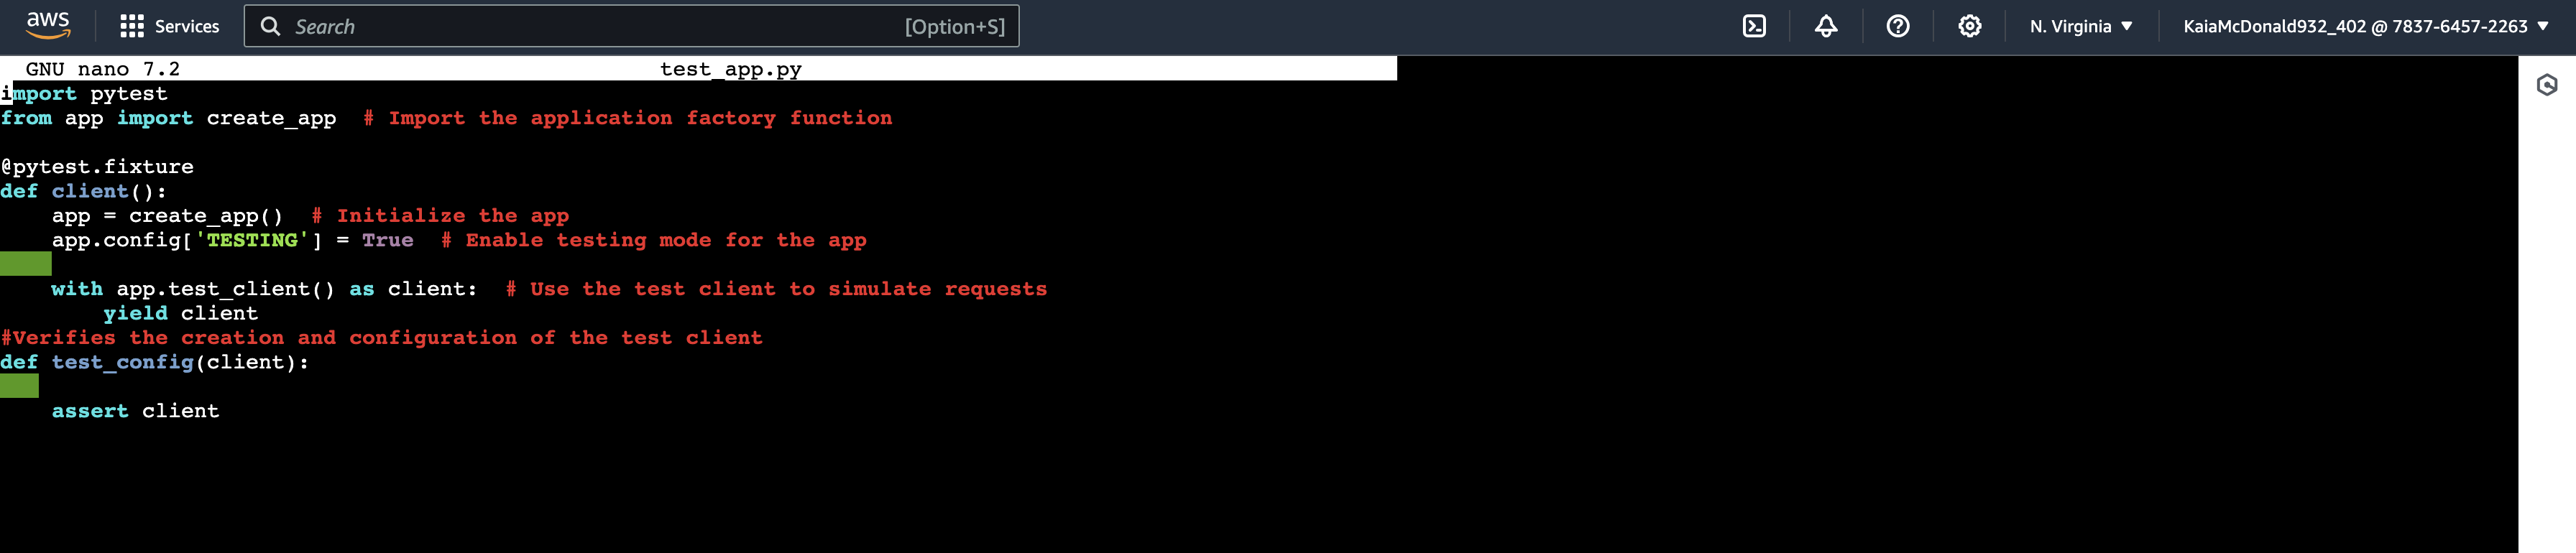 aws Services Search [Option+S] N. Virginia KaiaMcDonald932_402 @ 7837-6457-2263
GNU nano 7.2 test_app.py
import pytest
from app import create_app  # Import the application factory function
@pytest.fixture
def client():
    app = create_app()  # Initialize the app
    app.config['TESTING'] = True  # Enable testing mode for the app
    with app.test_client() as client:  # Use the test client to simulate requests
        yield client
#Verifies the creation and configuration of the test client
def test_config(client):
    assert client